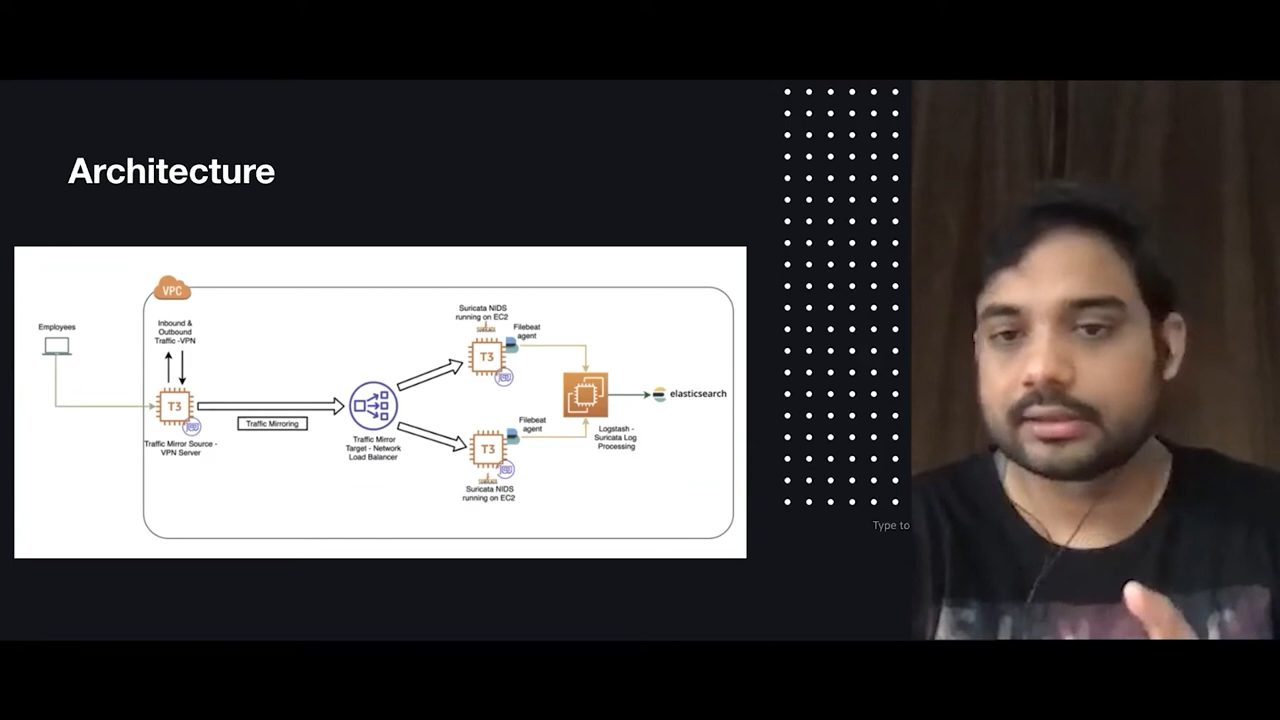 Architecture
VPC
Employees
Inbound &
Outbound
Traffic -VPN
T3
Traffic Mirror Source -
VPN Server
Traffic Mirroring
Traffic Mirror
Target - Network
Load Balancer
Suricata NIDS
running on EC2
Filebeat
agent
T3
Filebeat
agent
T3
Suricata NIDS
running on EC2
Logstash -
Suricata Log
Processing
elasticsearch
Type to